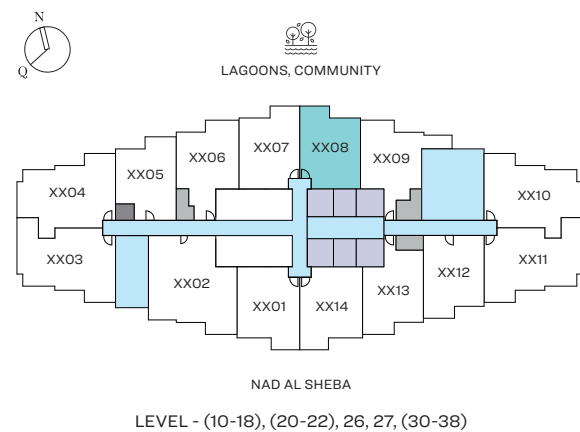 N
Q
LAGOONS, COMMUNITY
XX07 XX08
XX06 XX09
XX05
XX04 XX10
XX03 XX11
XX02 XX12
XX13
XX01 XX14
NAD AL SHEBA
LEVEL - (10-18), (20-22), 26, 27, (30-38)